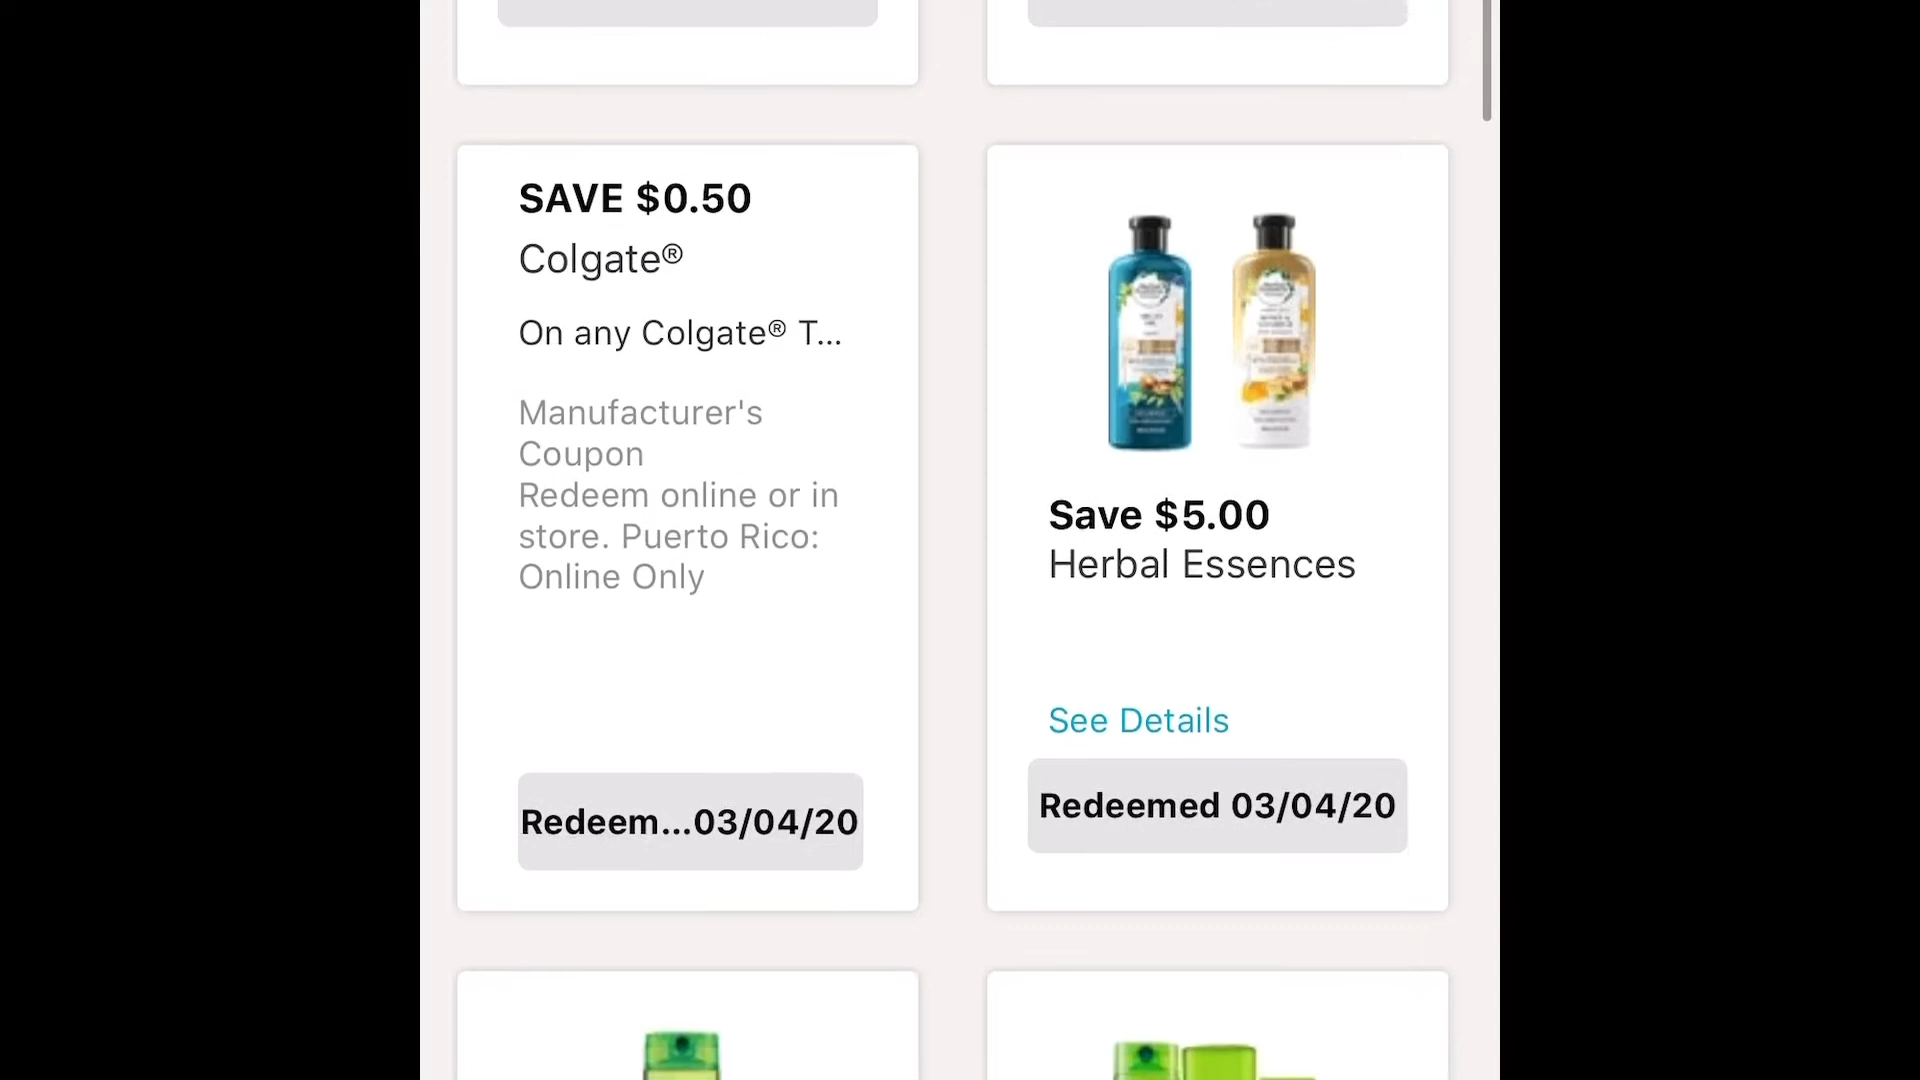 SAVE $0.50
Colgate®
On any Colgate® T...
Manufacturer's
Coupon
Redeem online or in
store. Puerto Rico:
Online Only
Redeem...03/04/20
Save $5.00
Herbal Essences
See Details
Redeemed 03/04/20